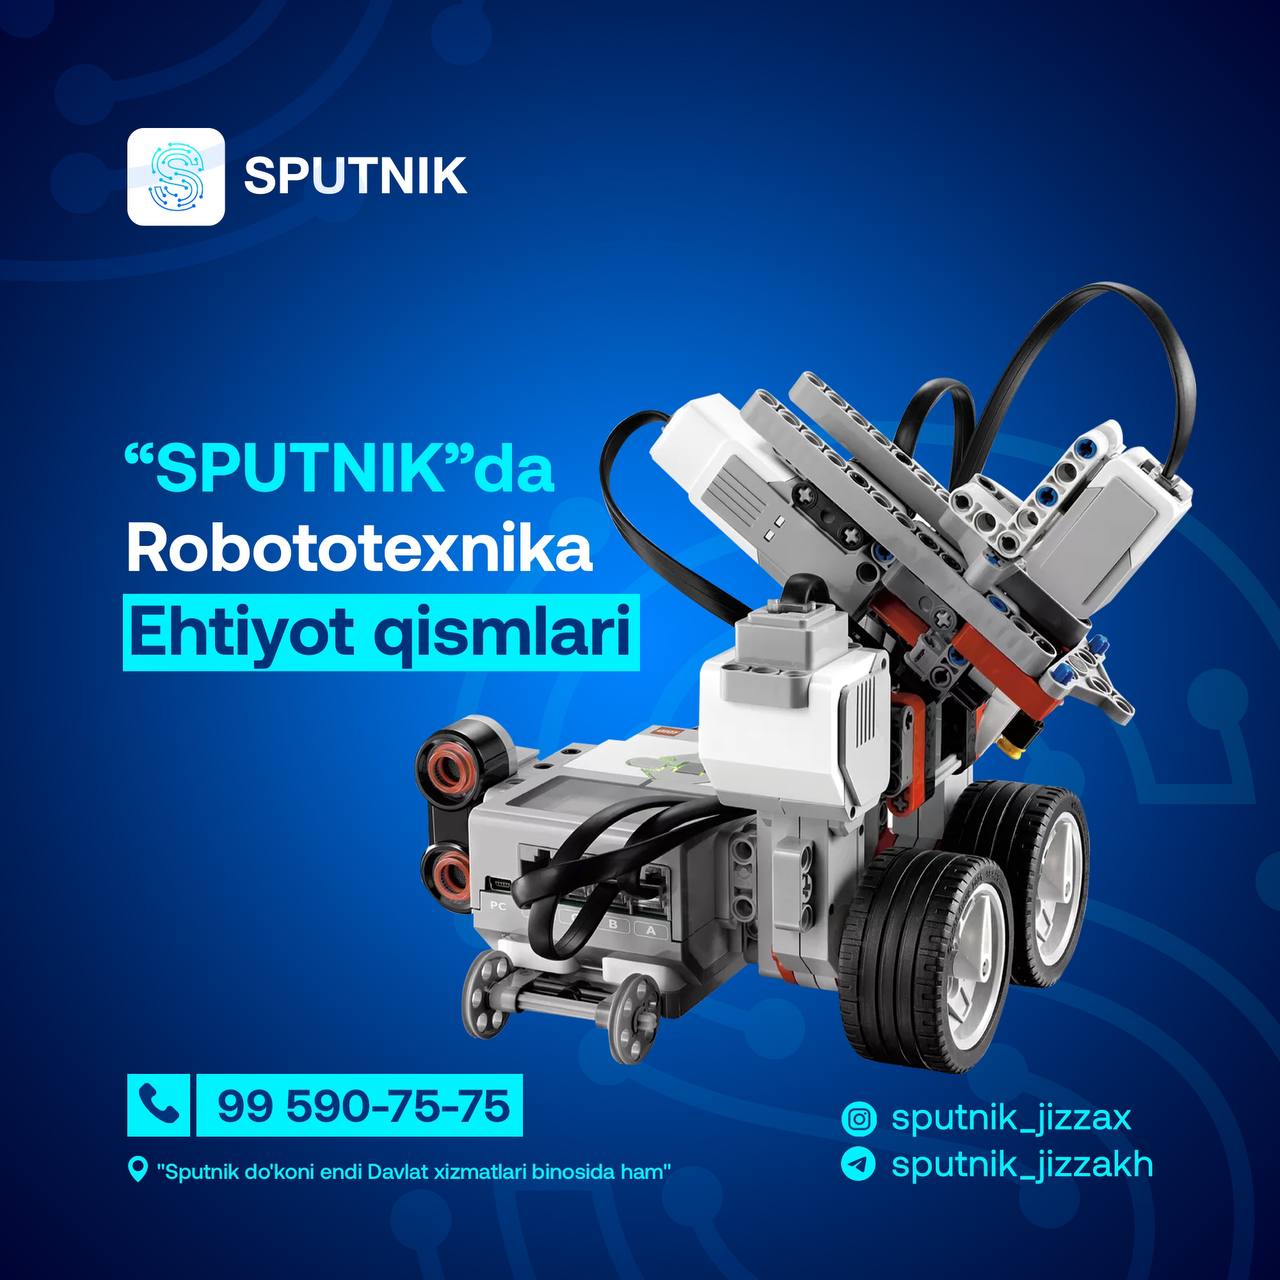 SPUTNIK
“SPUTNIK”da
Robototexnika
Ehtiyot qismlari
PC
B
A
99 590-75-75
"Sputnik do'koni endi Davlat xizmatlari binosida ham"
sputnik_jizzax
sputnik_jizzakh